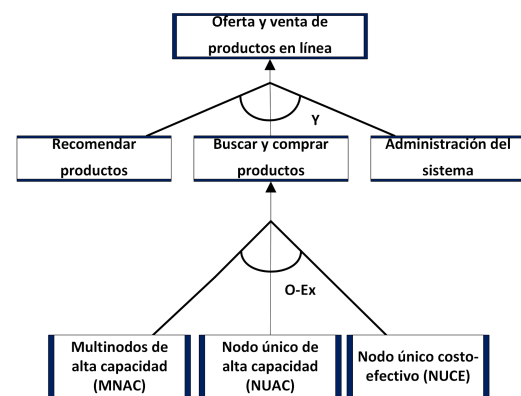 Oferta y venta de
productos en línea
Y
Recomendar
productos
Buscar y comprar
productos
Administración del
sistema
O-Ex
Multinodos de
alta capacidad
(MNAC)
Nodo único de
alta capacidad
(NUAC)
Nodo único costo-
efectivo (NUCE)